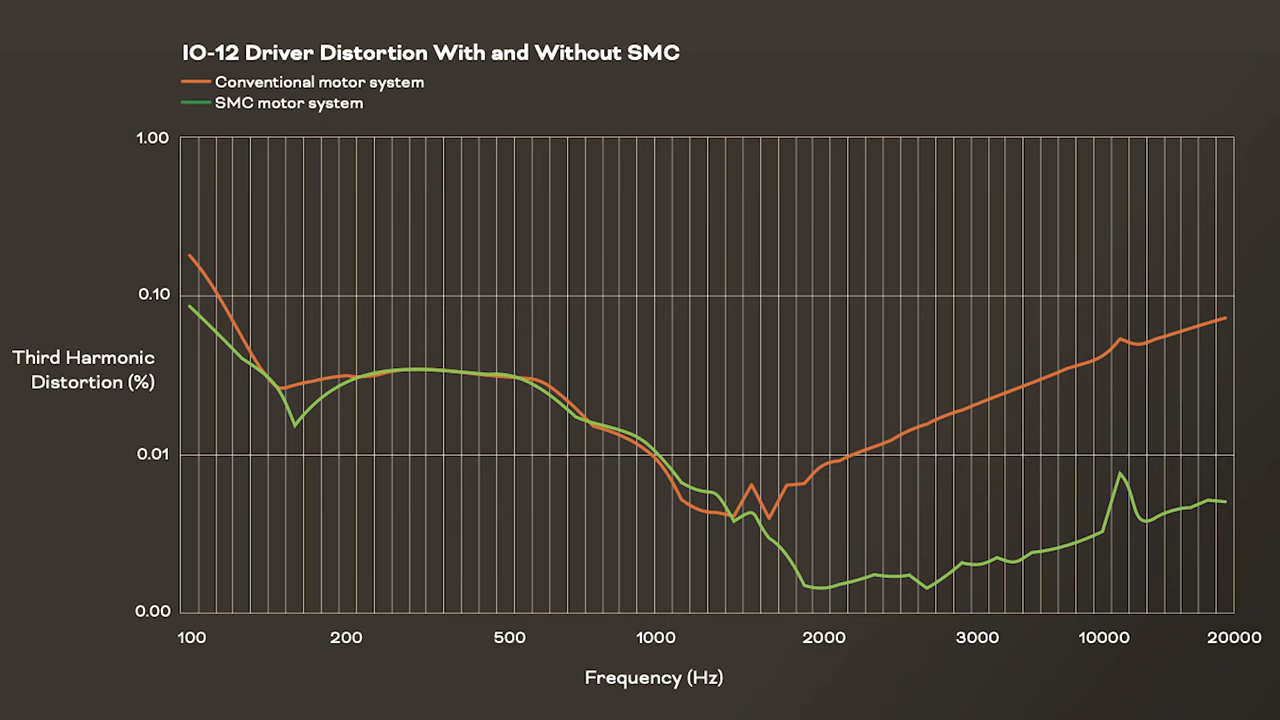 IO-12 Driver Distortion With and Without SMC
Conventional motor system
SMC motor system
1.00
0.10
Third Harmonic
Distortion (%)
0.01
0.00
100 200 500 1000 2000 3000 10000 20000
Frequency (Hz)